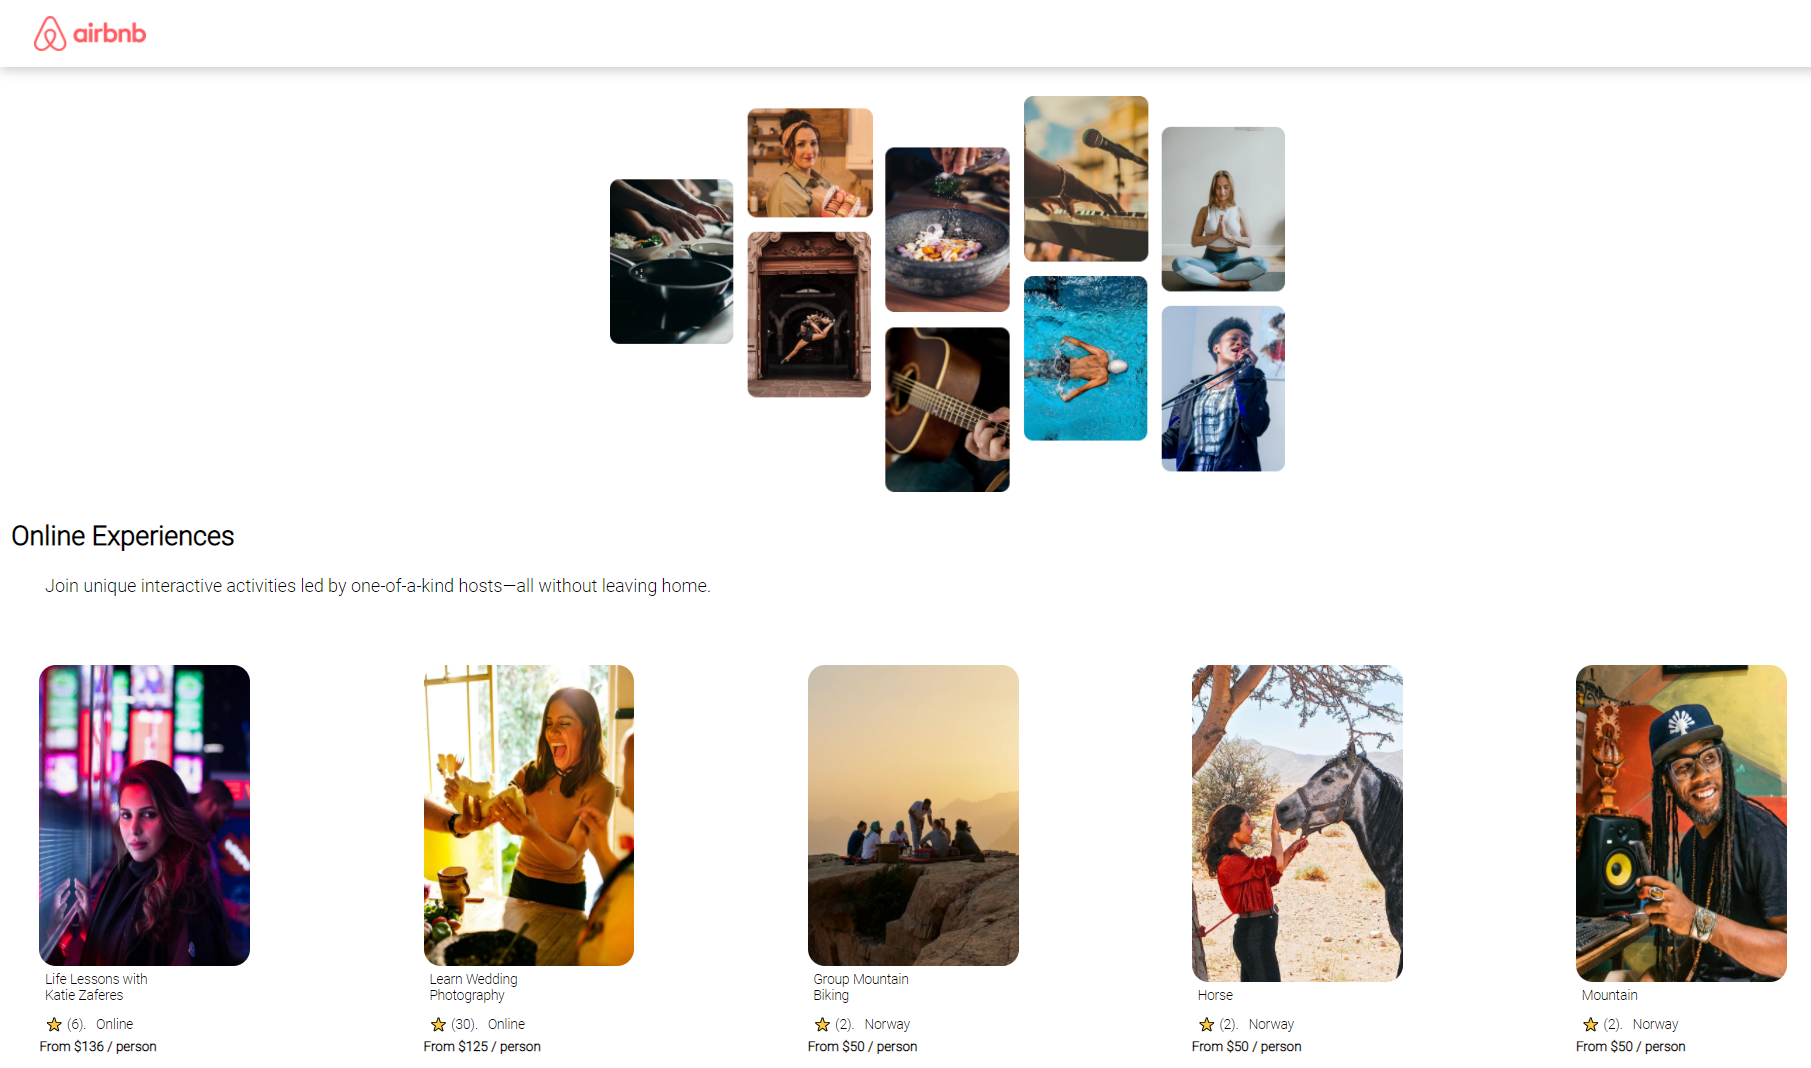 airbnb
Online Experiences
Join unique interactive activities led by one-of-a-kind hosts—all without leaving home.
Life Lessons with
Katie Zaferes
(6). Online
From $136 / person
Learn Wedding
Photography
(30). Online
From $125 / person
Group Mountain
Biking
(2). Norway
From $50 / person
Horse
(2). Norway
From $50 / person
Mountain
(2). Norway
From $50 / person